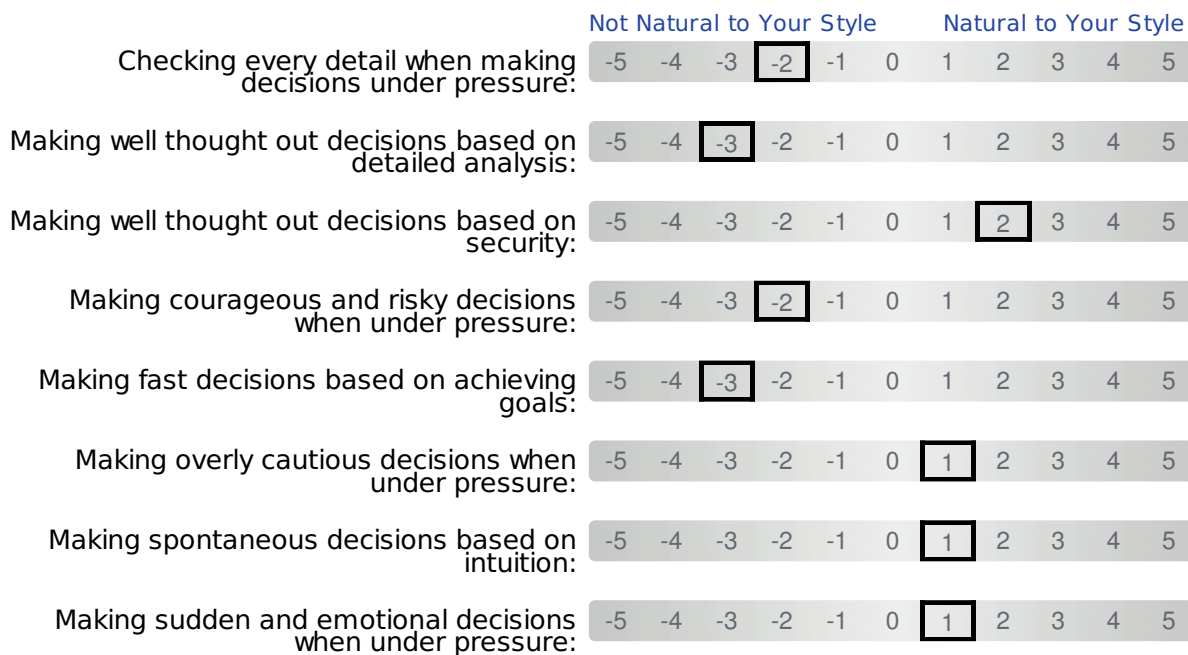 Not Natural to Your Style Natural to Your Style
Checking every detail when making
decisions under pressure:
-5 -4 -3 -2 -1 0 1 2 3 4 5
Making well thought out decisions based on
detailed analysis:
-5 -4 -3 -2 -1 0 1 2 3 4 5
Making well thought out decisions based on
security:
-5 -4 -3 -2 -1 0 1 2 3 4 5
Making courageous and risky decisions
when under pressure:
-5 -4 -3 -2 -1 0 1 2 3 4 5
Making fast decisions based on achieving
goals:
-5 -4 -3 -2 -1 0 1 2 3 4 5
Making overly cautious decisions when
under pressure:
-5 -4 -3 -2 -1 0 1 2 3 4 5
Making spontaneous decisions based on
intuition:
-5 -4 -3 -2 -1 0 1 2 3 4 5
Making sudden and emotional decisions
when under pressure:
-5 -4 -3 -2 -1 0 1 2 3 4 5